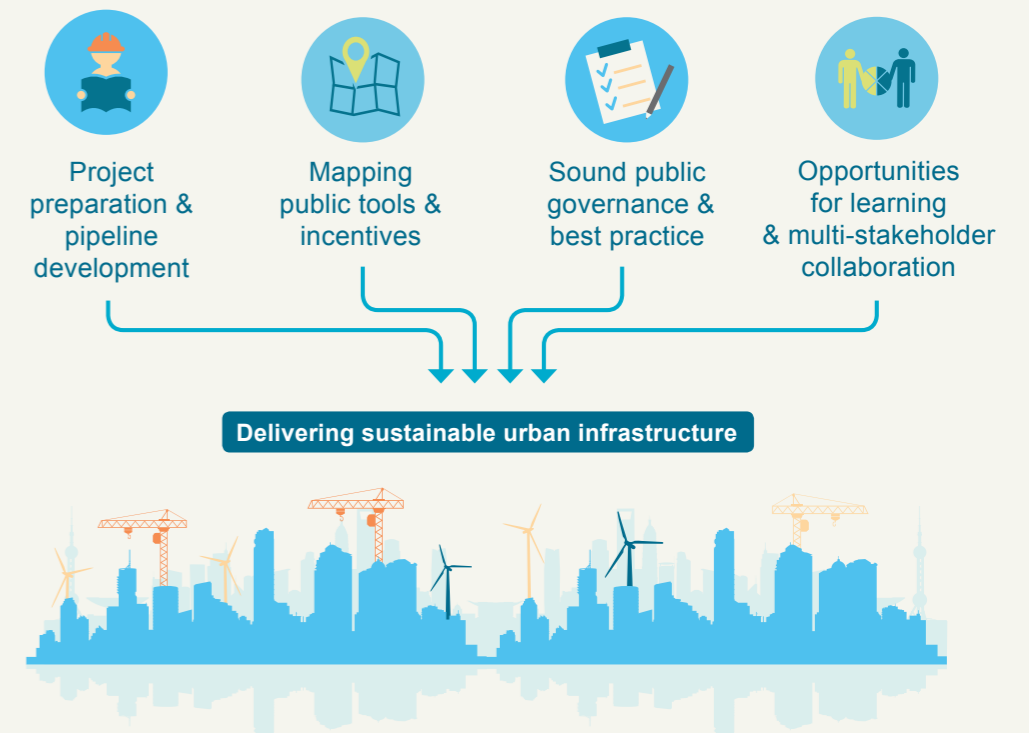 Project
preparation &
pipeline
development
Mapping
public tools &
incentives
Sound public
governance &
best practice
Opportunities
for learning
& multi-stakeholder
collaboration
Delivering sustainable urban infrastructure